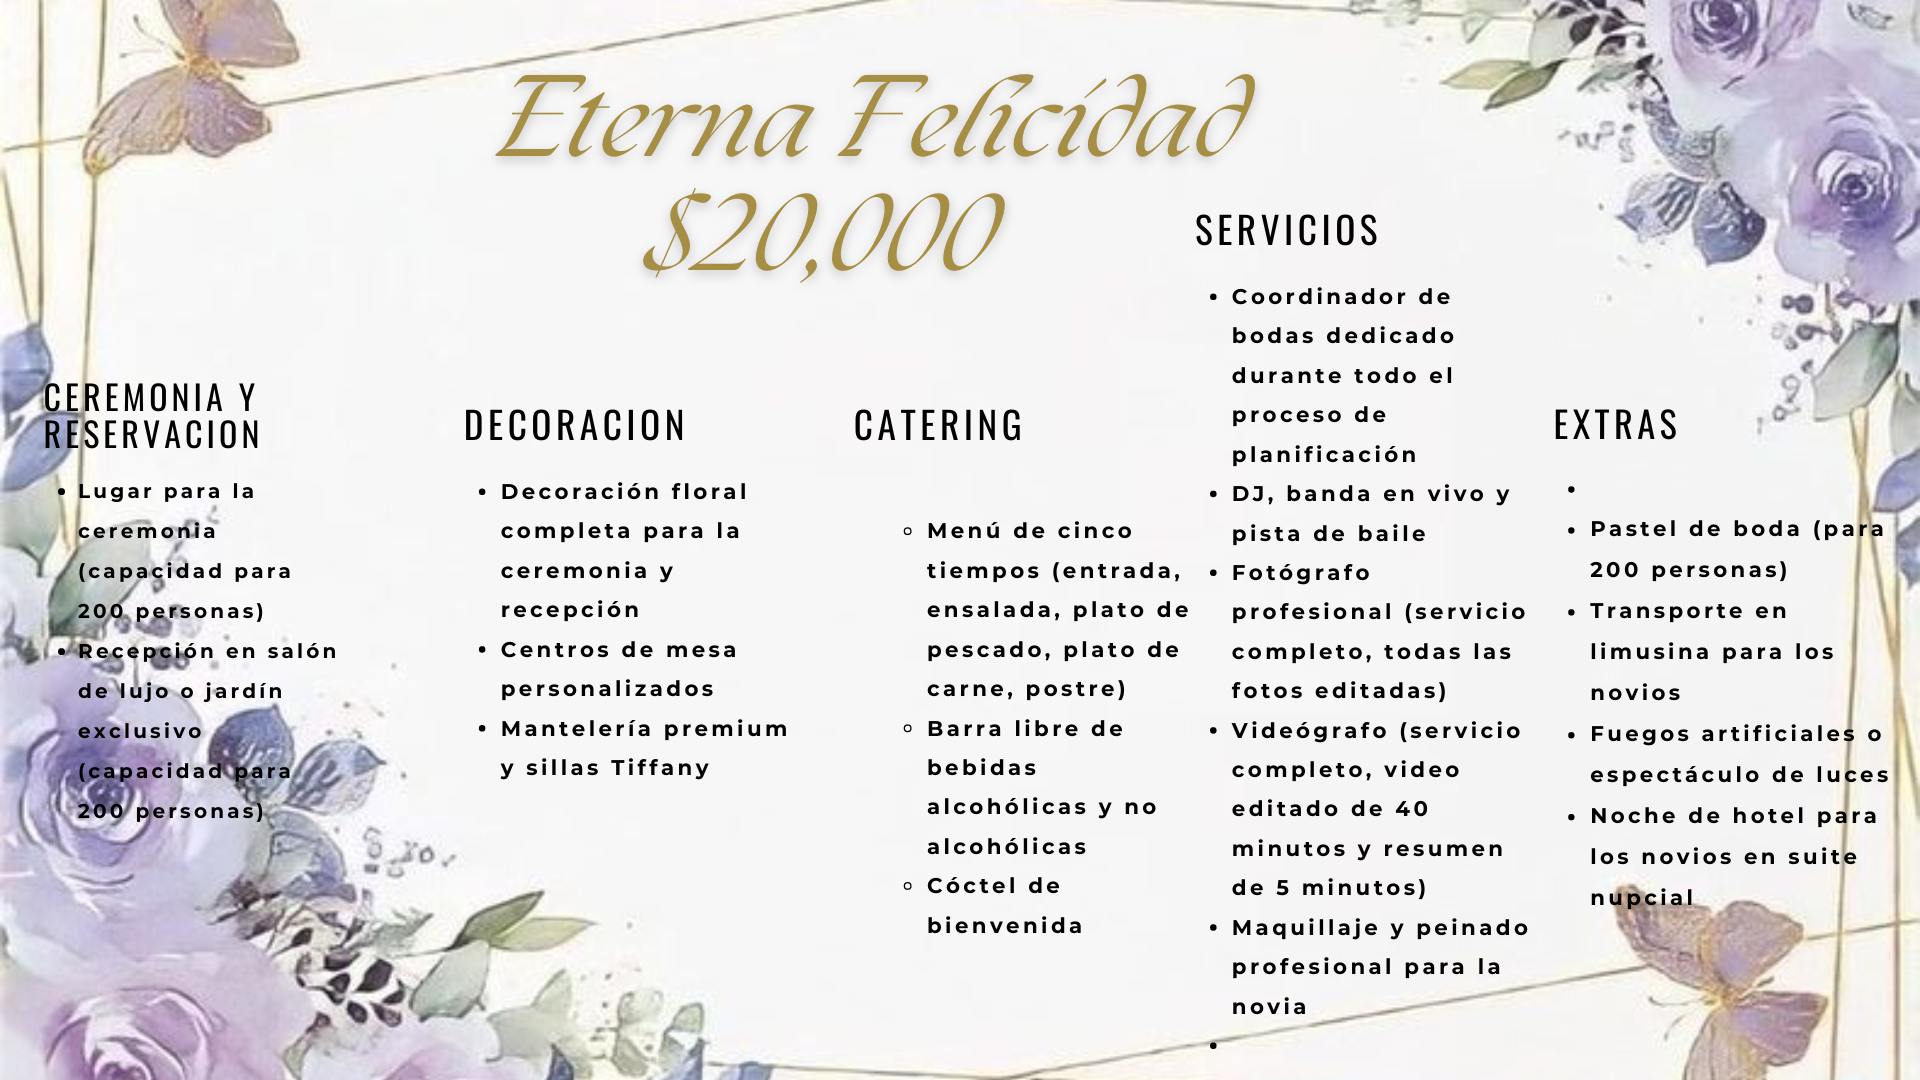 Eterna Felicidad
$20,000
CEREMONIA Y
RESERVACION
• Lugar para la
ceremonia
(capacidad para
200 personas)
• Recepción en salón
de lujo o jardín
exclusivo
(capacidad para
200 personas)
DECORACION
• Decoración floral
completa para la
ceremonia y
recepción
• Centros de mesa
personalizados
• Mantelería premium
y sillas Tiffany
CATERING
◦ Menú de cinco
tiempos (entrada,
ensalada, plato de
pescado, plato de
carne, postre)
◦ Barra libre de
bebidas
alcohólicas y no
alcohólicas
◦ Cóctel de
bienvenida
SERVICIOS
• Coordinador de
bodas dedicado
durante todo el
proceso de
planificación
• DJ, banda en vivo y
pista de baile
• Fotógrafo
profesional (servicio
completo, todas las
fotos editadas)
• Videógrafo (servicio
completo, video
editado de 40
minutos y resumen
de 5 minutos)
• Maquillaje y peinado
profesional para la
novia
•
EXTRAS
•
• Pastel de boda (para
200 personas)
• Transporte en
limusina para los
novios
• Fuegos artificiales o
espectáculo de luces
• Noche de hotel para
los novios en suite
nupcial